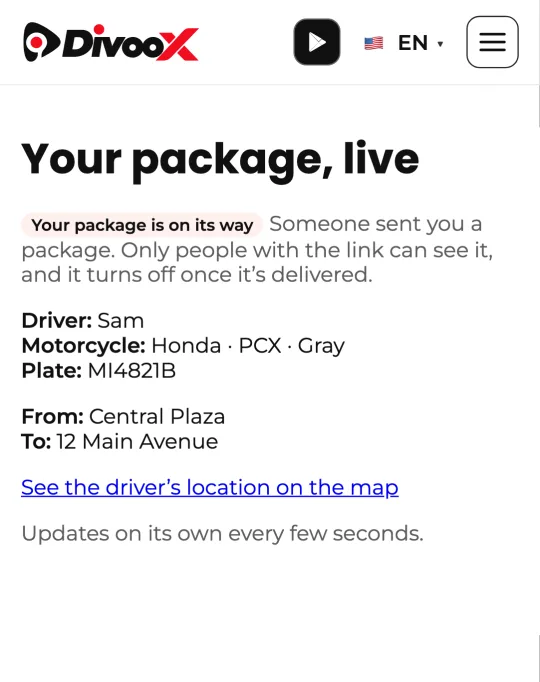 DivooX
EN
Your package, live
Your package is on its way Someone sent you a
package. Only people with the link can see it,
and it turns off once it’s delivered.
Driver: Sam
Motorcycle: Honda · PCX · Gray
Plate: MI4821B
From: Central Plaza
To: 12 Main Avenue
See the driver’s location on the map
Updates on its own every few seconds.